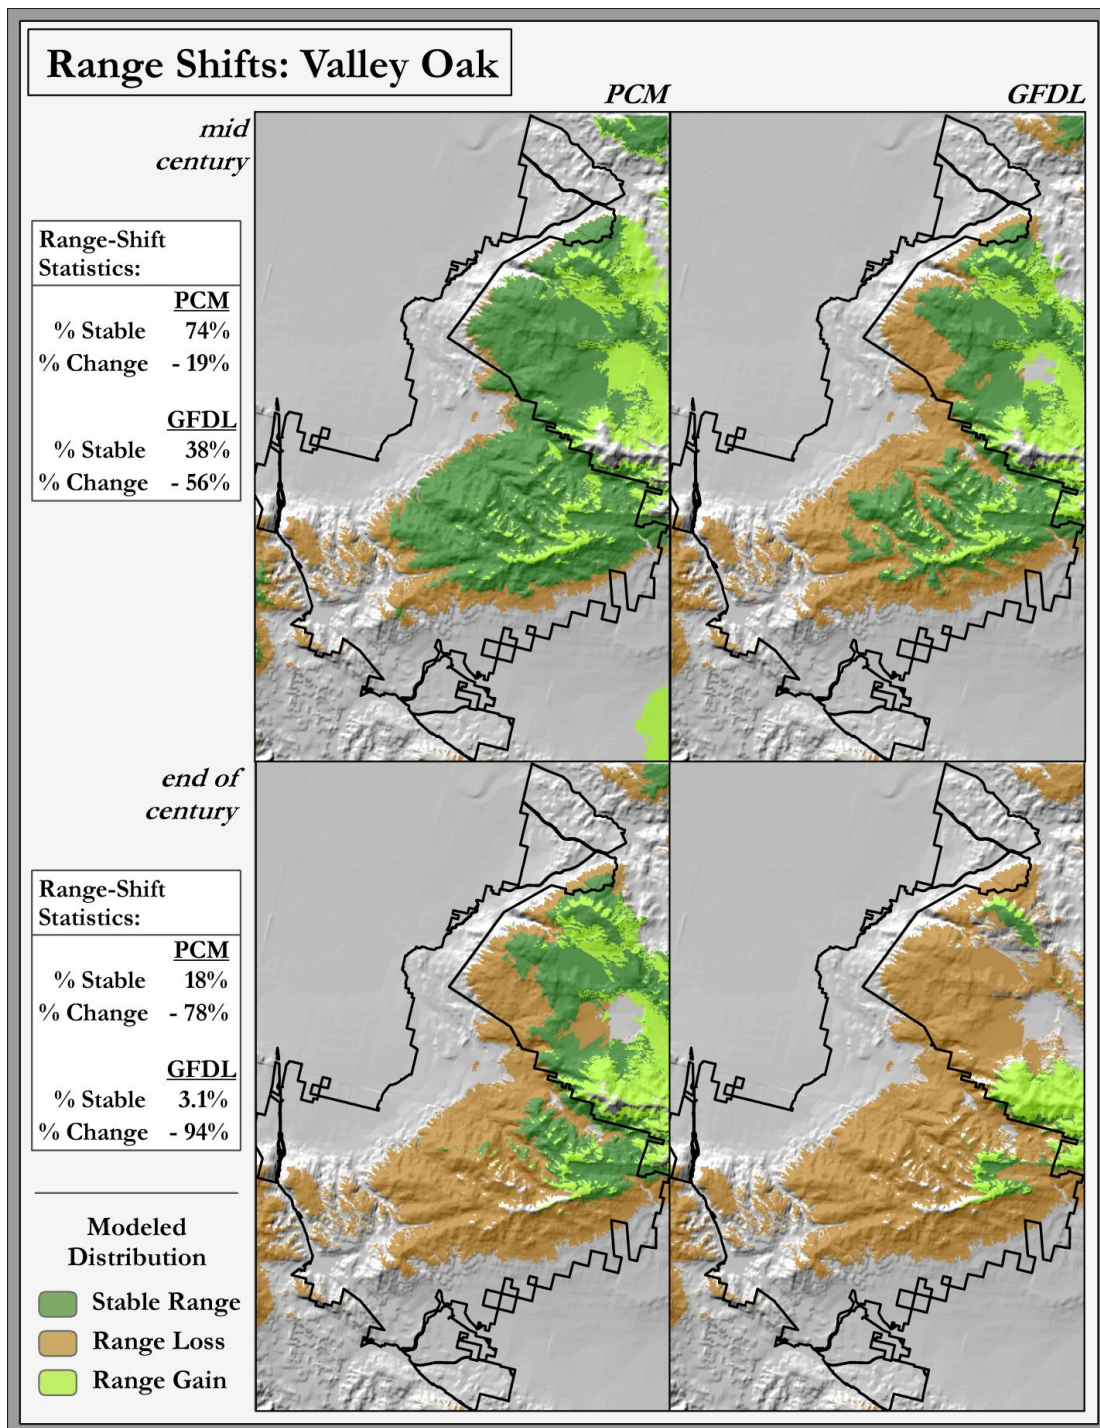 Range Shifts: Valley Oak
PCM
GFDL
mid
century
Range-Shift
Statistics:
PCM
% Stable 74%
% Change - 19%
GFDL
% Stable 38%
% Change - 56%
end of
century
Range-Shift
Statistics:
PCM
% Stable 18%
% Change - 78%
GFDL
% Stable 3.1%
% Change - 94%
Modeled
Distribution
Stable Range
Range Loss
Range Gain